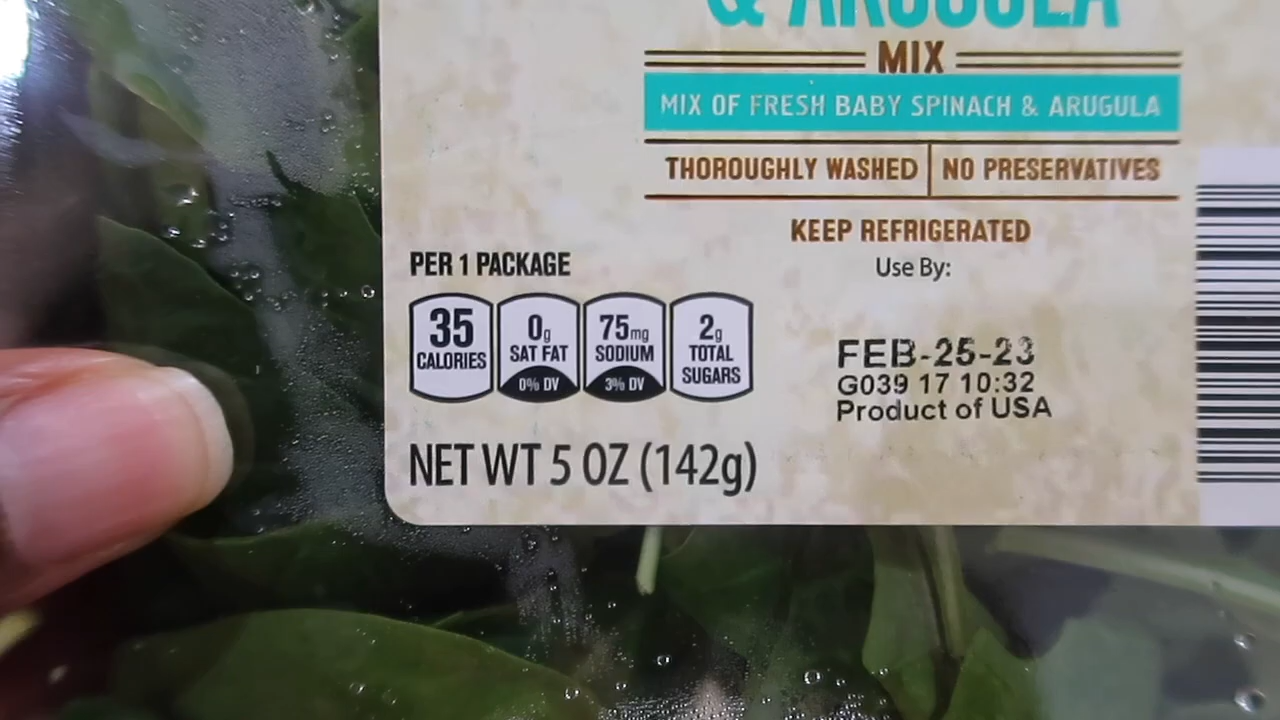 & ARUGULA
MIX
MIX OF FRESH BABY SPINACH & ARUGULA
THOROUGHLY WASHED | NO PRESERVATIVES
KEEP REFRIGERATED
Use By:
FEB-25-23
G039 17 10:32
Product of USA
PER 1 PACKAGE
35 CALORIES
0g SAT FAT 0% DV
75mg SODIUM 3% DV
2g TOTAL SUGARS
NET WT 5 OZ (142g)